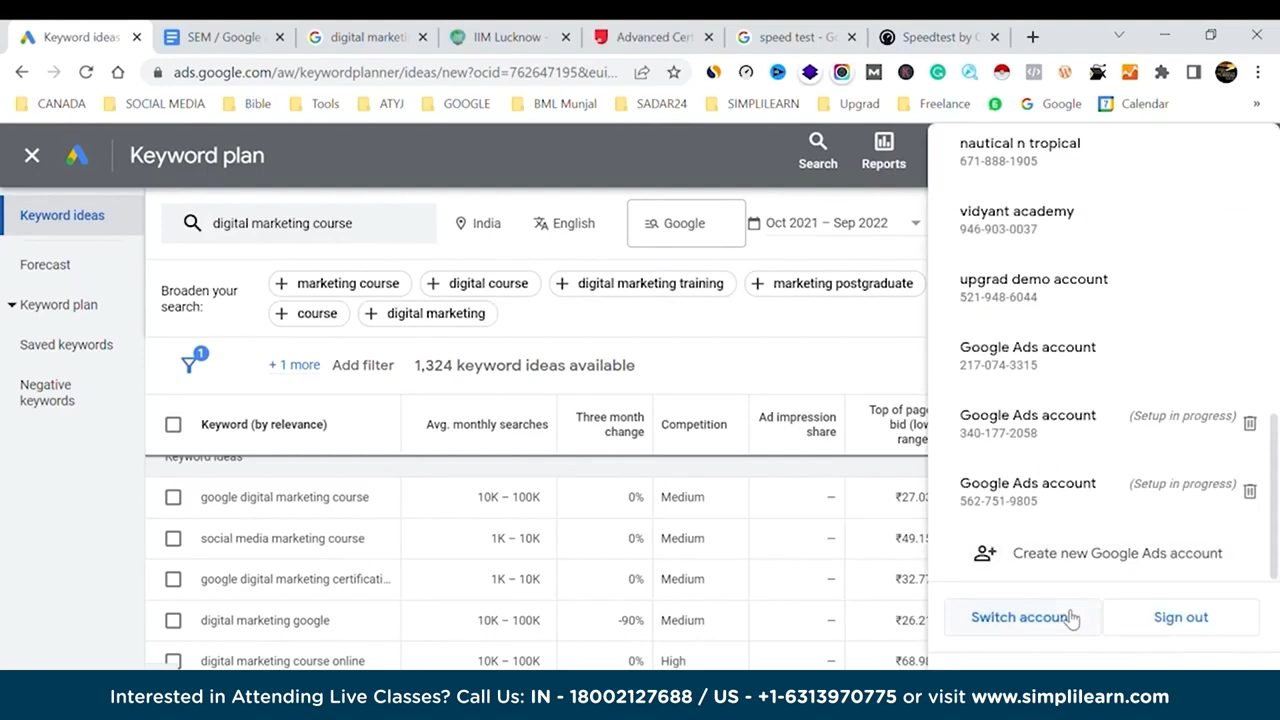 Keyword ideas
SEM / Google
digital marketi
IIM Lucknow -
Advanced Cert
speed test - Go
Speedtest by O
ads.google.com/aw/keywordplanner/ideas/new?ocid=762647195&eui...
CANADA
SOCIAL MEDIA
Bible
Tools
ATYJ
GOOGLE
BML Munjal
SADAR24
SIMPLILEARN
Upgrad
Freelance
Google
Calendar
»
Keyword plan
Search
Reports
Keyword ideas
Forecast
Keyword plan
Saved keywords
Negative
keywords
digital marketing course
India
English
Google
Oct 2021 – Sep 2022
Broaden your
search:
marketing course
digital course
digital marketing training
marketing postgraduate
course
digital marketing
1
+ 1 more
Add filter
1,324 keyword ideas available
Keyword (by relevance)
Avg. monthly searches
Three month
change
Competition
Ad impression
share
Top of page
bid (low
range
Keyword ideas
google digital marketing course 10K – 100K 0% Medium – ₹27.03
social media marketing course 1K – 10K 0% Medium – ₹49.15
google digital marketing certificati... 1K – 10K 0% Medium – ₹32.77
digital marketing google 10K – 100K -90% Medium – ₹26.21
digital marketing course online 10K – 100K 0% High – ₹68.98
nautical n tropical
671-888-1905
vidyant academy
946-903-0037
upgrad demo account
521-948-6044
Google Ads account
217-074-3315
Google Ads account (Setup in progress)
340-177-2058
Google Ads account (Setup in progress)
562-751-9805
Create new Google Ads account
Switch account
Sign out
Interested in Attending Live Classes? Call Us: IN - 18002127688 / US - +1-6313970775 or visit www.simplilearn.com